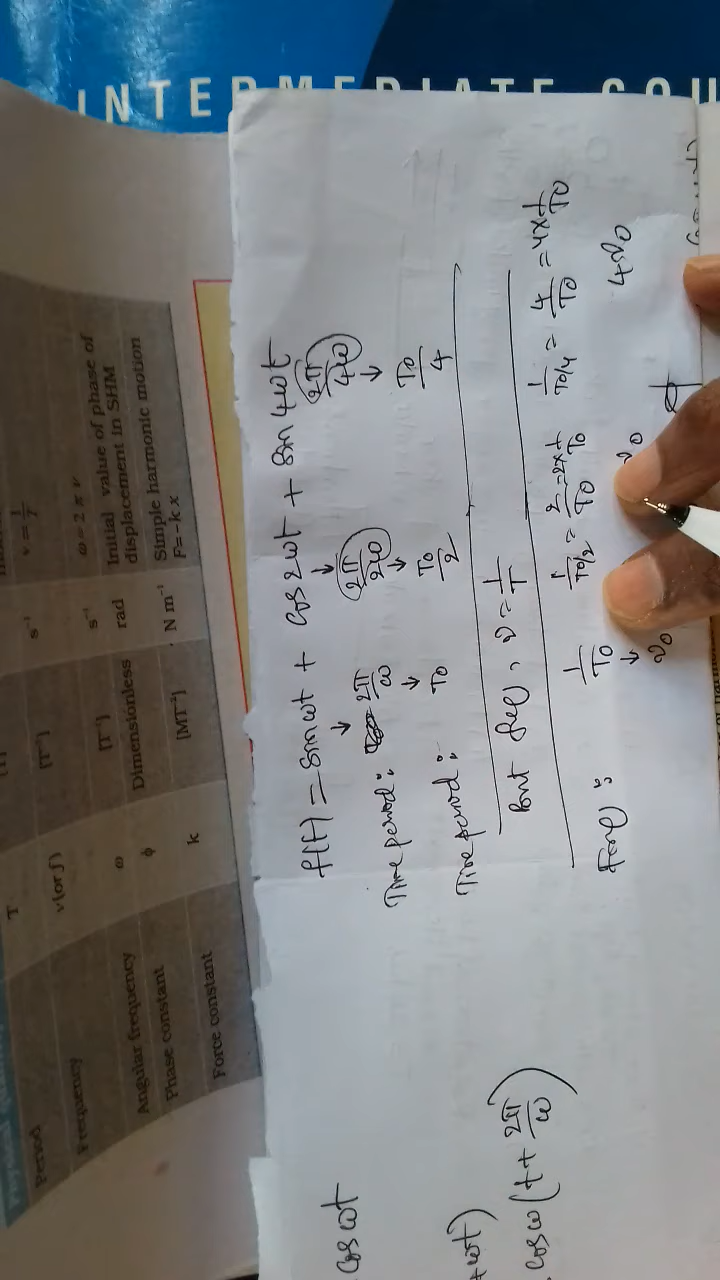 INTERMEDIATE COU
Period T [T] ν = 1/T
Frequency ν (or f) [T⁻¹] s⁻¹
Angular frequency ω [T⁻¹] s⁻¹ ω = 2 π ν
Phase constant ϕ Dimensionless rad Initial value of phase of
displacement in SHM
Force constant k [MT⁻²] N m⁻¹ Simple harmonic motion
F = – k x
cos ωt
+ωt)
cos ω(t + 2π/ω)
f(t) = sin ωt + cos 2ωt + sin 4ωt
Time period : 2π/ω 2π/2ω 2π/4ω
Time period : T0 T0/2 T0/4
But freq, ν = 1/T
Freq : 1/T0 1/T0/2 = 2/T0 = 2×1/T0 1/T0/4 = 4/T0 = 4×1/T0
ν0 ν0 4ν0